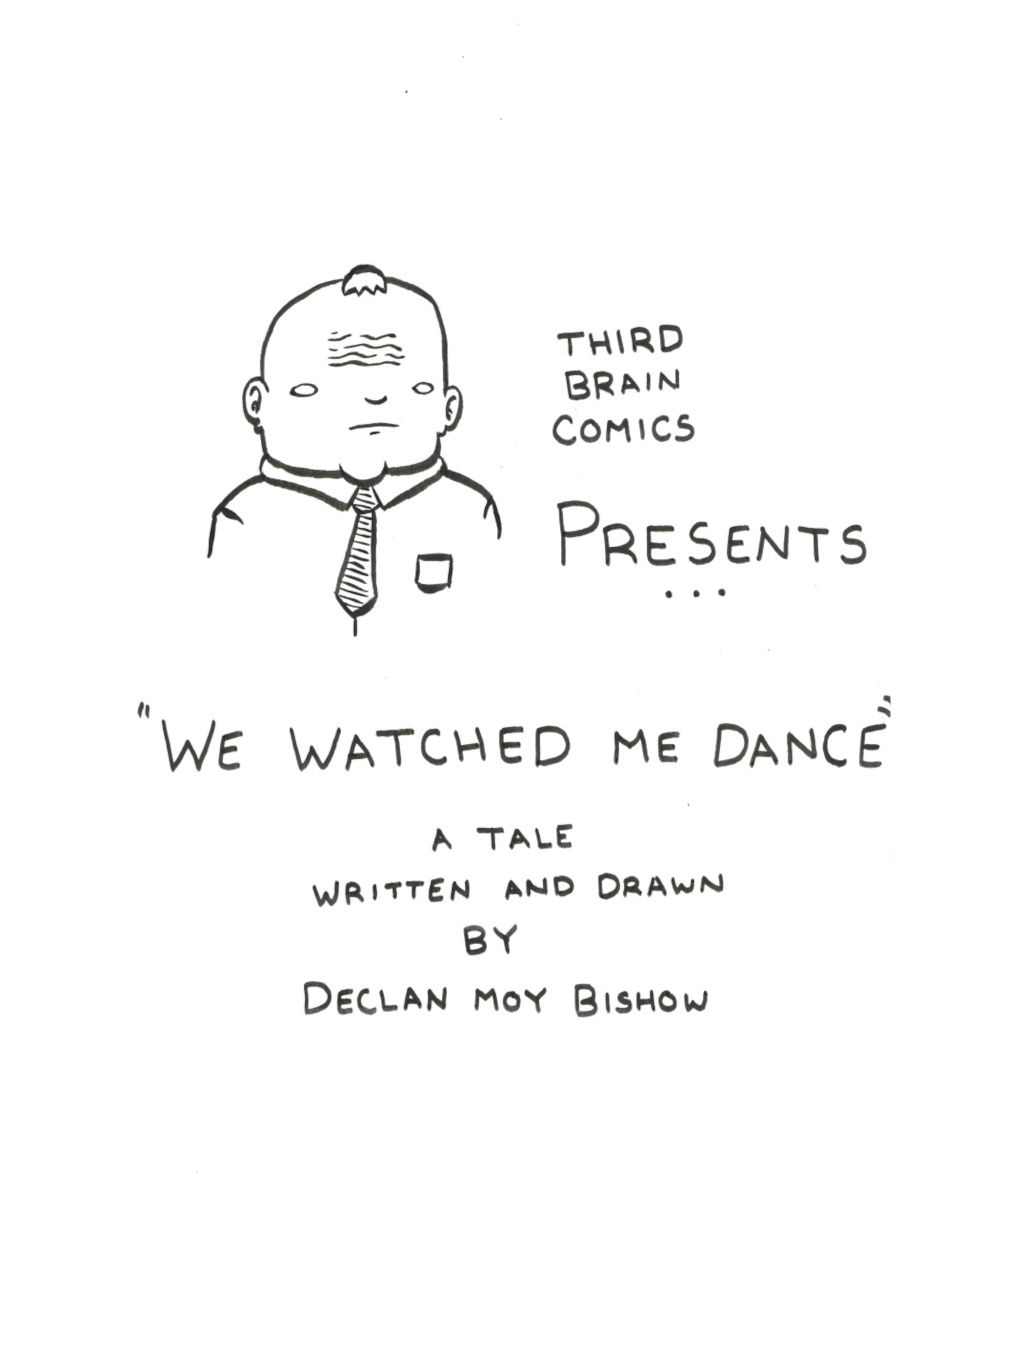 THIRD
BRAIN
COMICS
PRESENTS
...
"WE WATCHED ME DANCE"
A TALE
WRITTEN AND DRAWN
BY
DECLAN MOY BISHOW